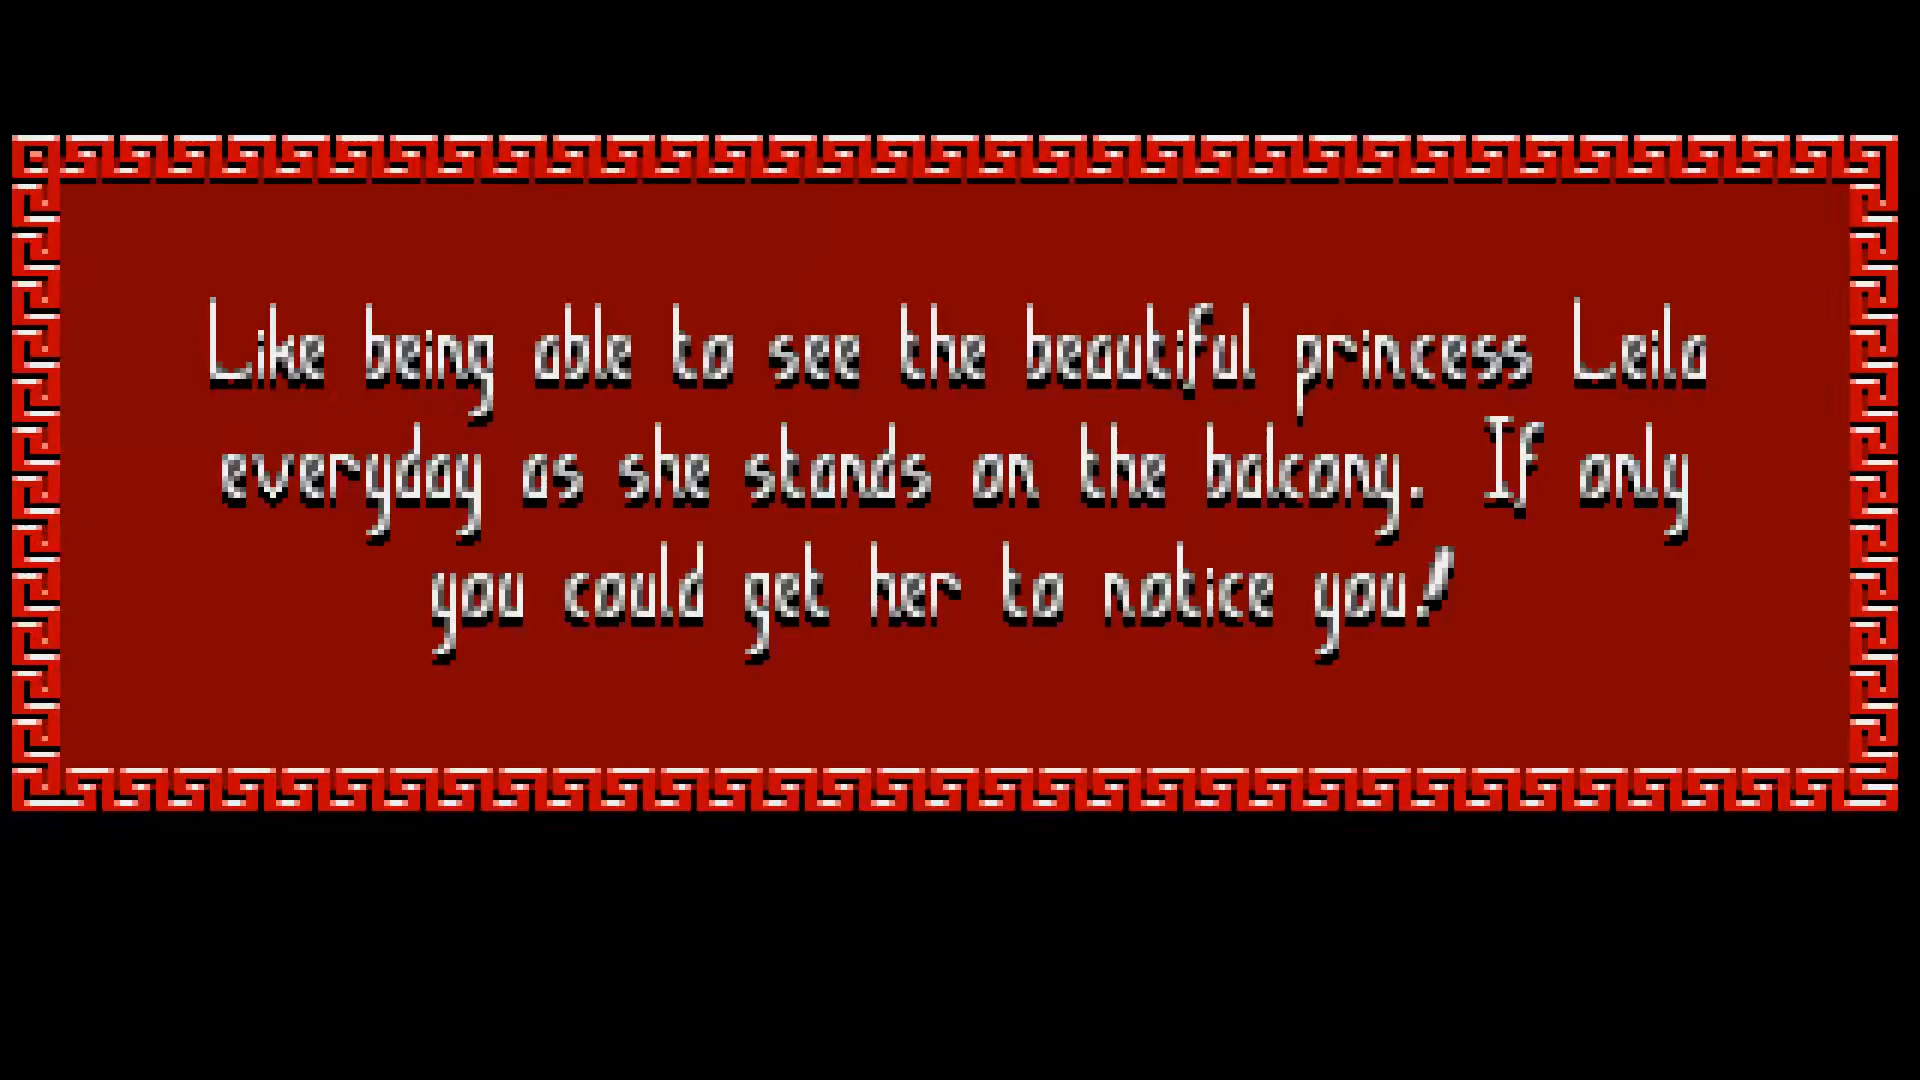 Like being able to see the beautiful princess Leila
everyday as she stands on the balcony. If only
you could get her to notice you!